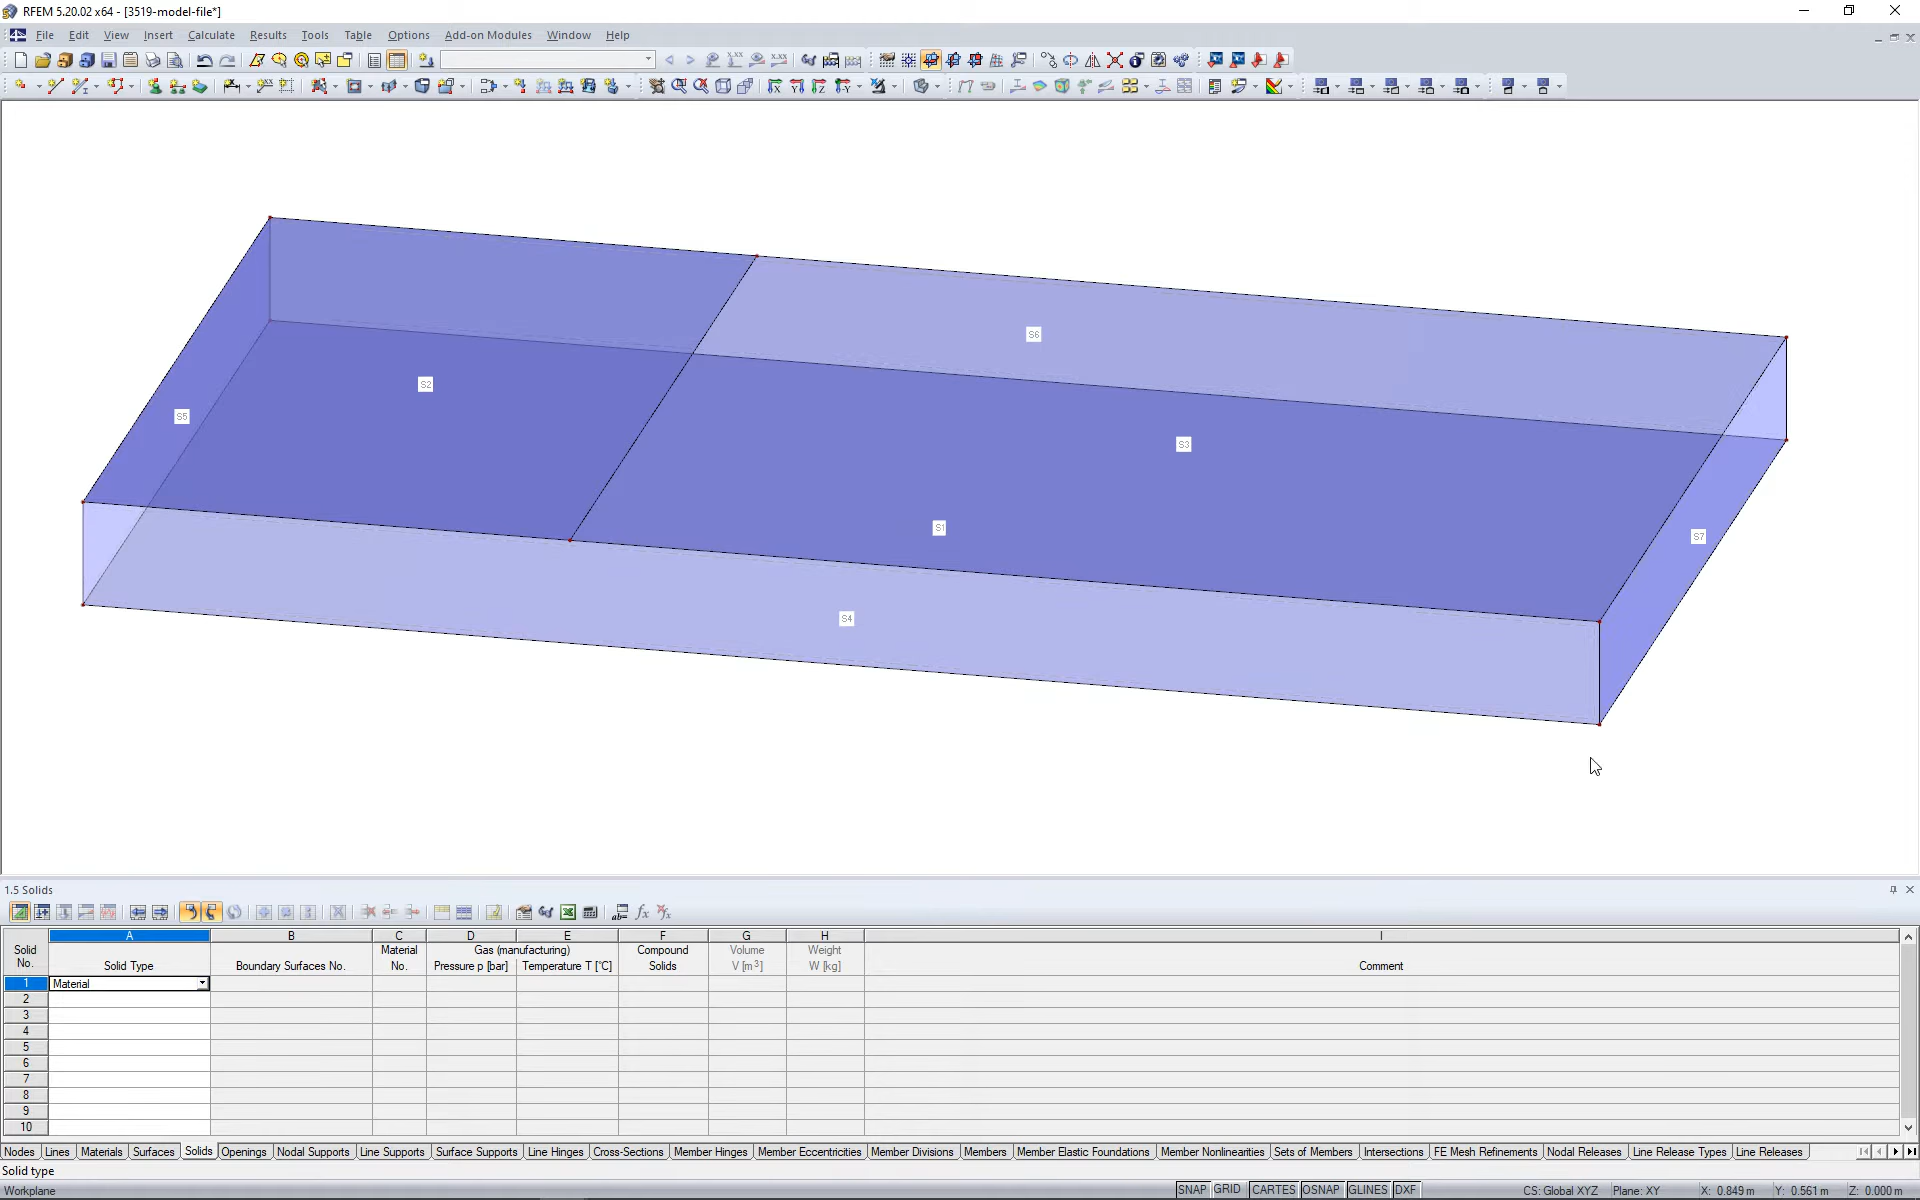 RFEM 5.20.02 x64 - [3519-model-file*]
File Edit View Insert Calculate Results Tools Table Options Add-on Modules Window Help
S6
S2
S5
S3
S1
S7
S4
1.5 Solids
A B C D E F G H I
Solid Material Gas (manufacturing) Compound Volume Weight
No. Solid Type Boundary Surfaces No. No. Pressure p [bar] Temperature T [°C] Solids V [m³] W [kg] Comment
1 Material
2
3
4
5
6
7
8
9
10
Nodes Lines Materials Surfaces Solids Openings Nodal Supports Line Supports Surface Supports Line Hinges Cross-Sections Member Hinges Member Eccentricities Member Divisions Members Member Elastic Foundations Member Nonlinearities Sets of Members Intersections FE Mesh Refinements Nodal Releases Line Release Types Line Releases
Solid type
Workplane SNAP GRID CARTES OSNAP GLINES DXF CS: Global XYZ Plane: XY X: 0.849 m Y: 0.561 m Z: 0.000 m